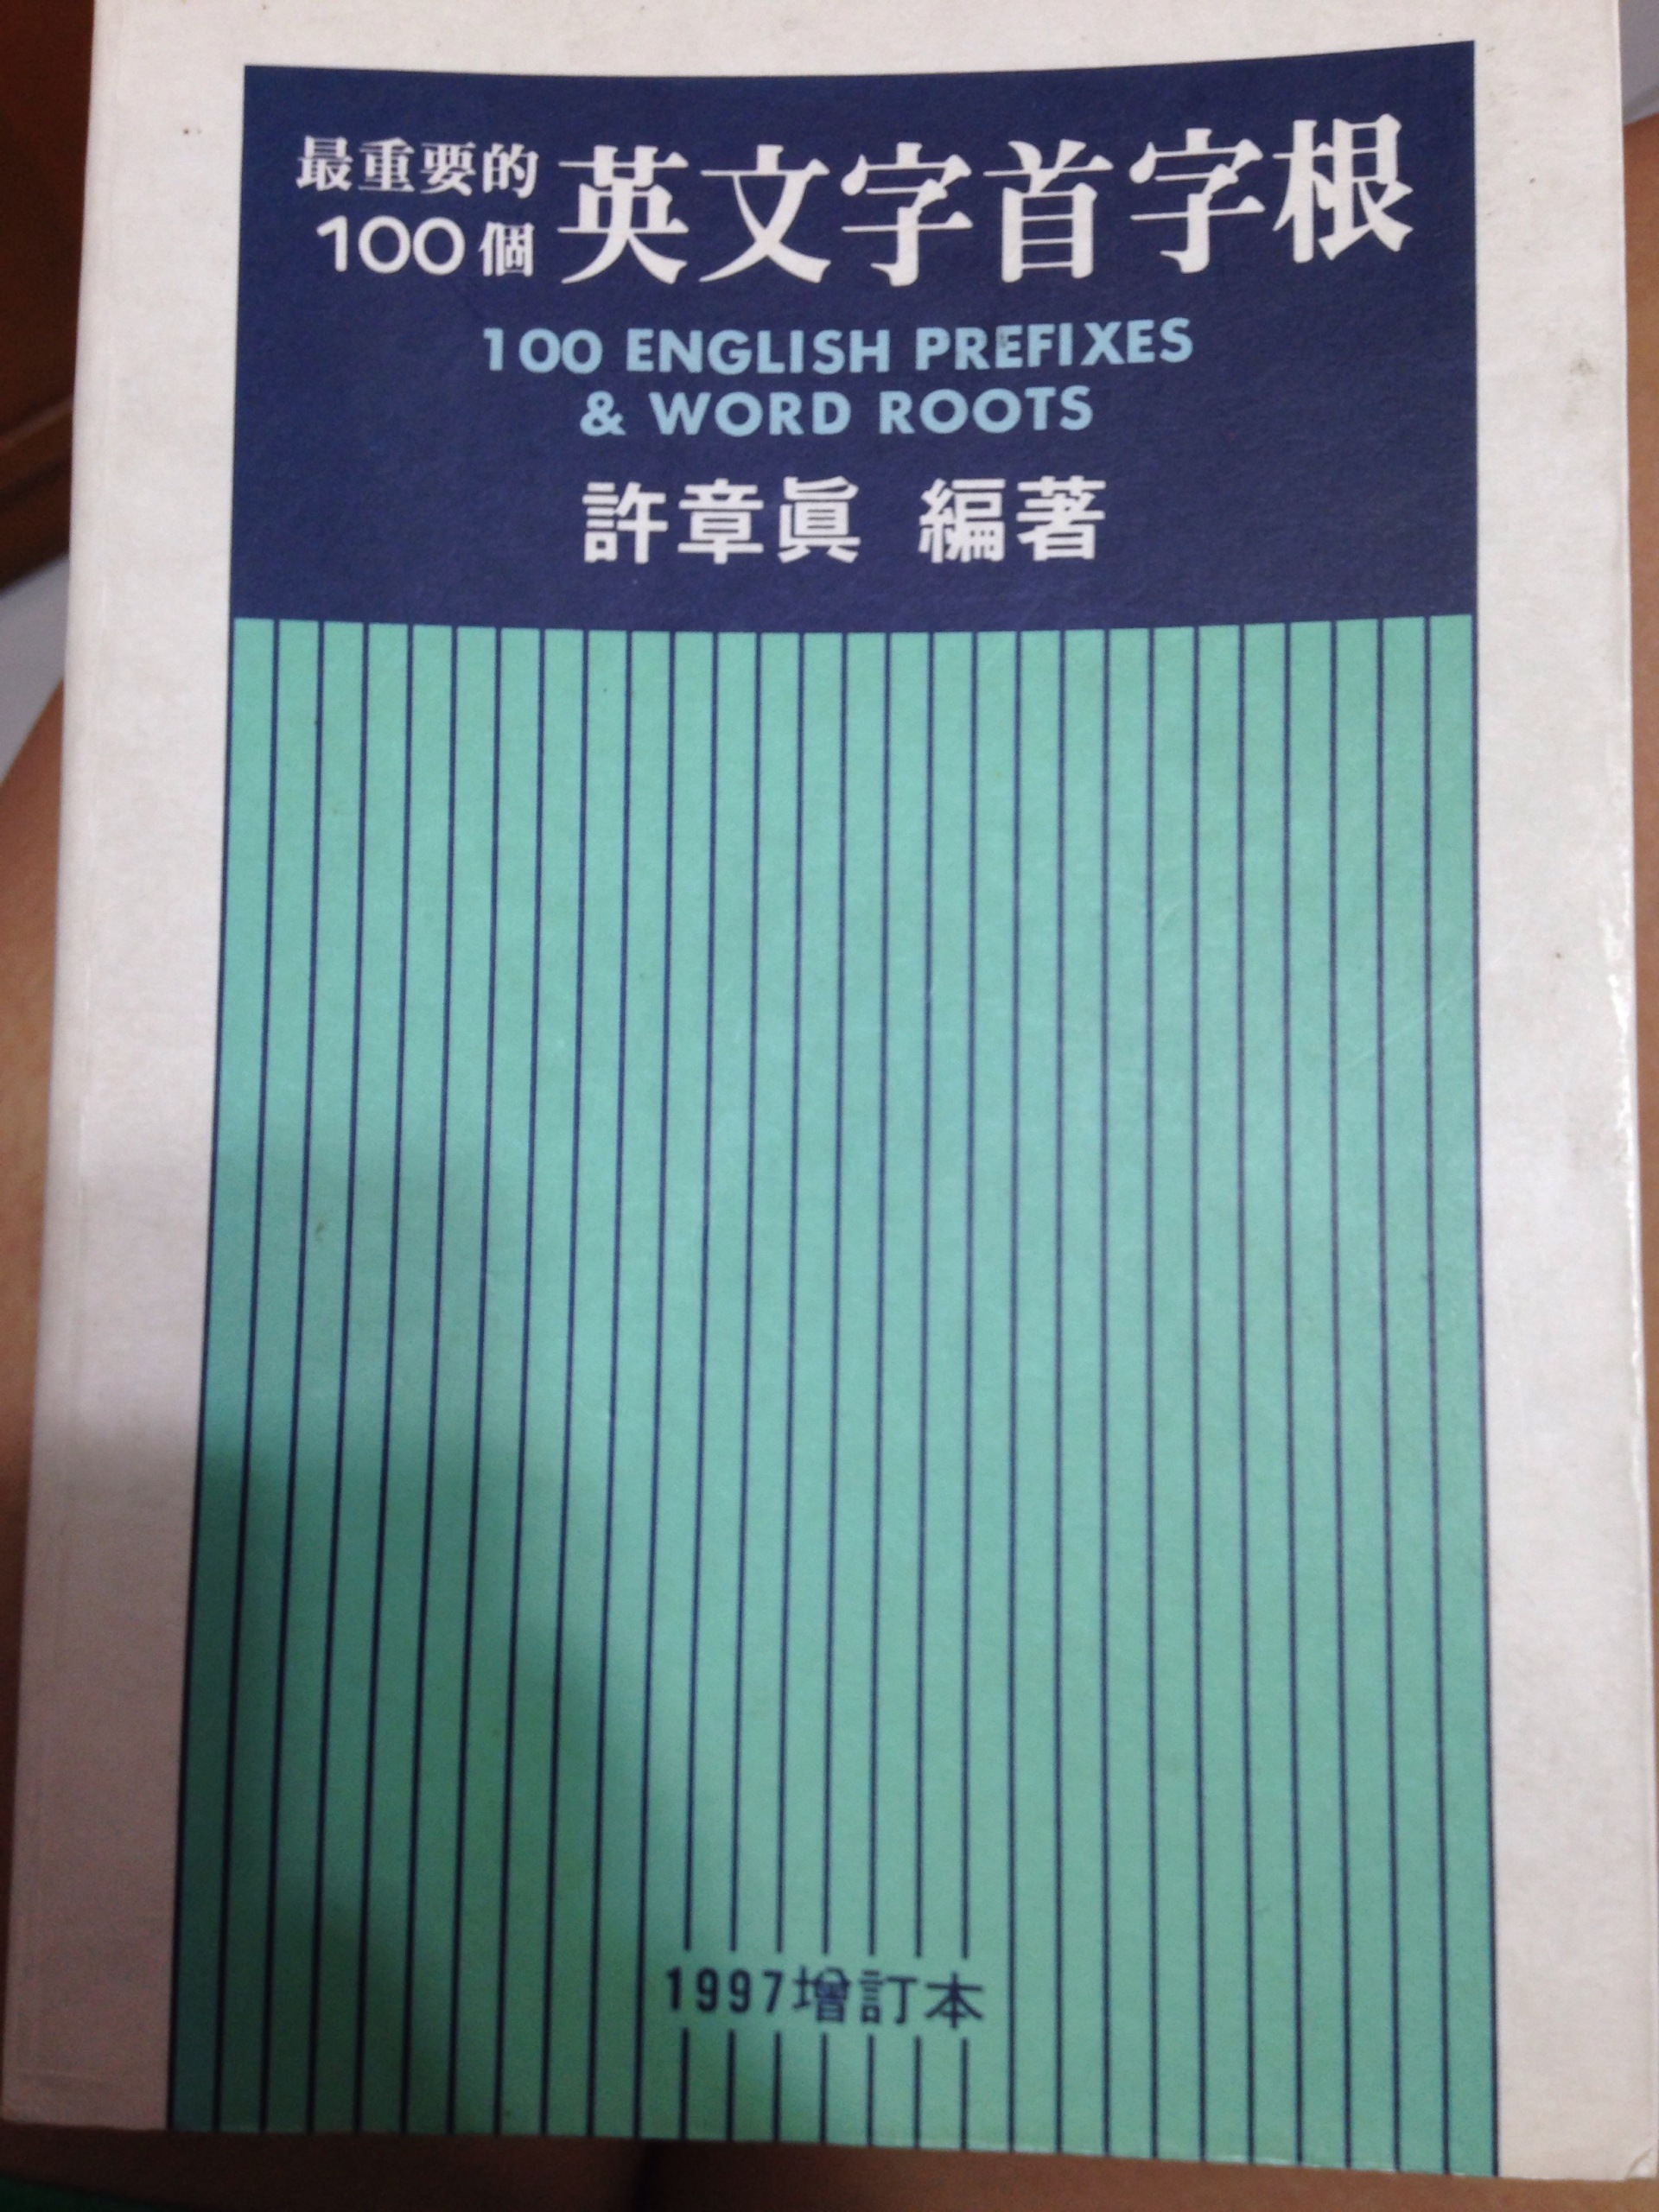 最重要的
100個
英文字首字根
100 ENGLISH PREFIXES
& WORD ROOTS
許章眞 編著
1997增訂本